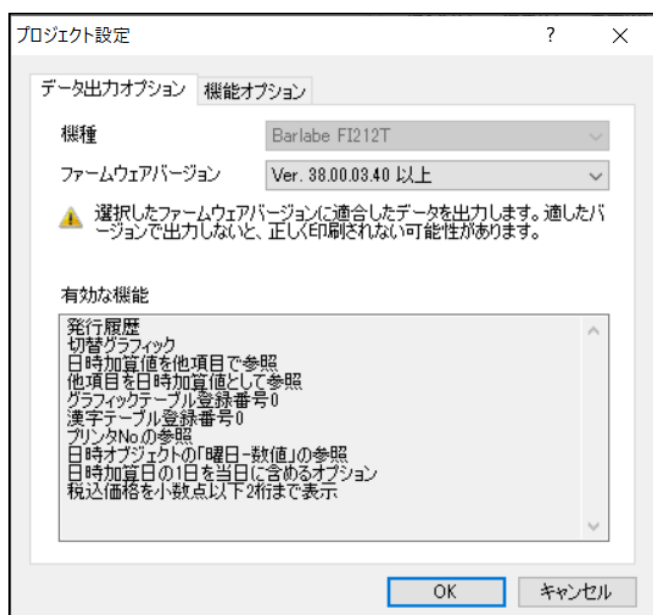 プロジェクト設定
データ出力オプション 機能オプション
機種 Barlabe FI212T
ファームウェアバージョン Ver. 38.00.03.40 以上
選択したファームウェアバージョンに適合したデータを出力します。適したバ
ージョンで出力しないと、正しく印刷されない可能性があります。
有効な機能
発行履歴
切替グラフィック
日時加算値を他項目で参照
他項目を日時加算値として参照
グラフィックテーブル登録番号0
漢字テーブル登録番号0
プリンタNo.の参照
日時オブジェクトの「曜日-数値」の参照
日時加算日の1日を当日に含めるオプション
税込価格を小数点以下2桁まで表示
OK キャンセル